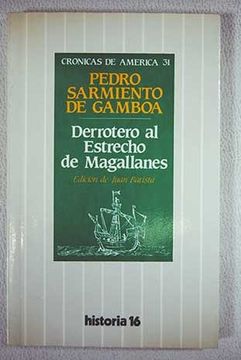 CRONICAS DE AMERICA 31
PEDRO
SARMIENTO
DE GAMBOA
Derrotero al
Estrecho
de Magallanes
Edición de Juan Batista
historia 16